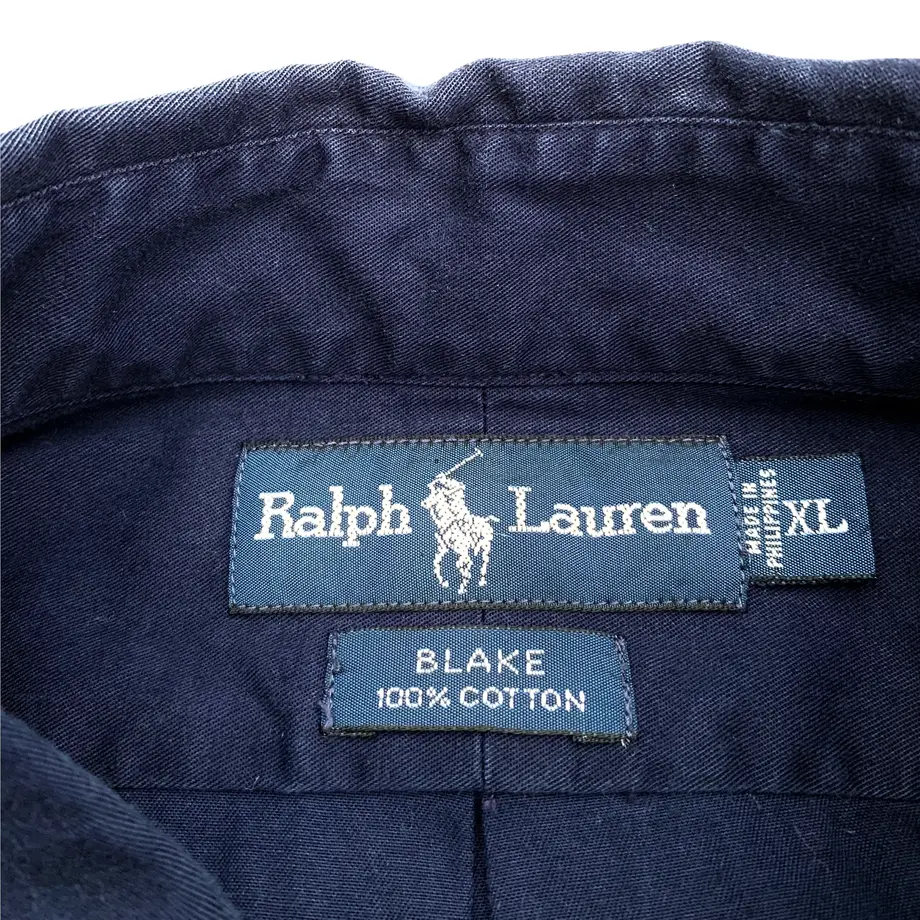 Ralph Lauren
MADE IN
PHILIPPINES
XL
BLAKE
100% COTTON